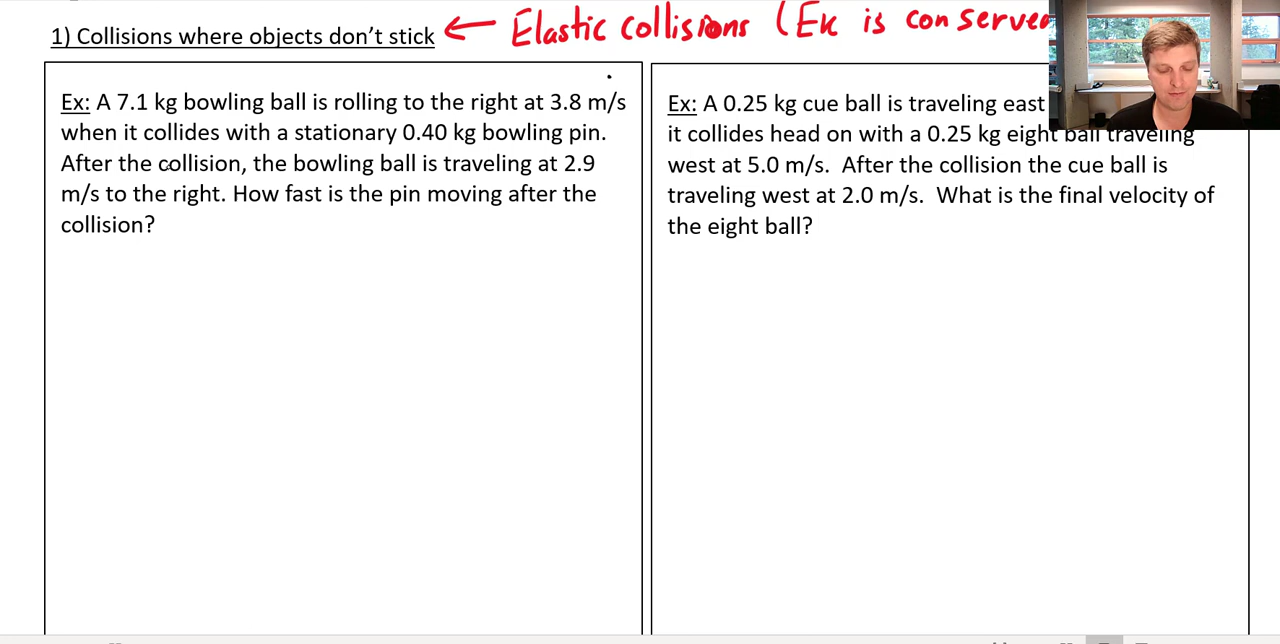 1) Collisions where objects don't stick ← Elastic collisions (Ek is conserved
Ex: A 7.1 kg bowling ball is rolling to the right at 3.8 m/s
when it collides with a stationary 0.40 kg bowling pin.
After the collision, the bowling ball is traveling at 2.9
m/s to the right. How fast is the pin moving after the
collision?
Ex: A 0.25 kg cue ball is traveling east
it collides head on with a 0.25 kg eight ball traveling
west at 5.0 m/s. After the collision the cue ball is
traveling west at 2.0 m/s. What is the final velocity of
the eight ball?